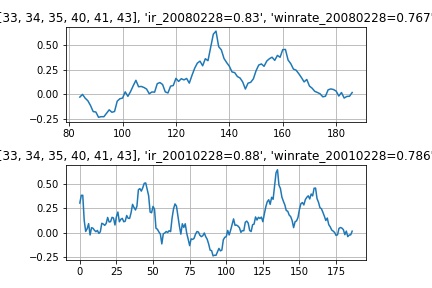 [33, 34, 35, 40, 41, 43], 'ir_20080228=0.83', 'winrate_20080228=0.767'
0.50
0.25
0.00
−0.25
80 100 120 140 160 180
[33, 34, 35, 40, 41, 43], 'ir_20010228=0.88', 'winrate_20010228=0.786'
0.50
0.25
0.00
−0.25
0 25 50 75 100 125 150 175